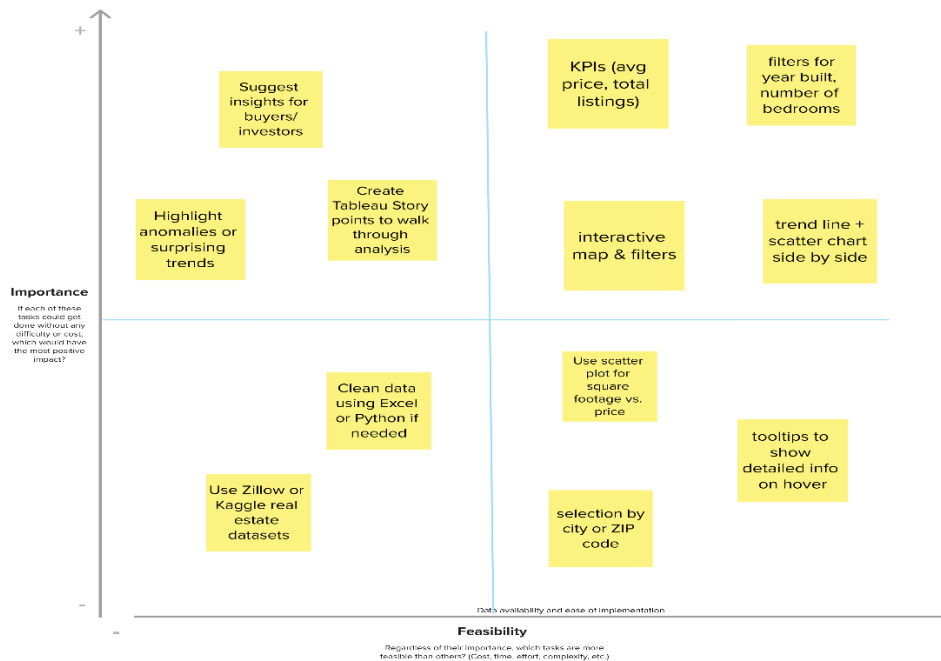 +
KPIs (avg
price, total
listings)
filters for
year built,
number of
bedrooms
Suggest
insights for
buyers/
investors
Create
Tableau Story
points to walk
through
analysis
Highlight
anomalies or
surprising
trends
interactive
map & filters
trend line +
scatter chart
side by side
Importance
If each of these
tasks could get
done without any
difficulty or cost,
which would have
the most positive
impact?
Use scatter
plot for
square
footage vs.
price
Clean data
using Excel
or Python if
needed
tooltips to
show
detailed info
on hover
Use Zillow or
Kaggle real
estate
datasets
selection by
city or ZIP
code
-
Data availability and ease of implementation
-
Feasibility
Regardless of their importance, which tasks are more
feasible than others? (Cost, time, effort, complexity, etc.)